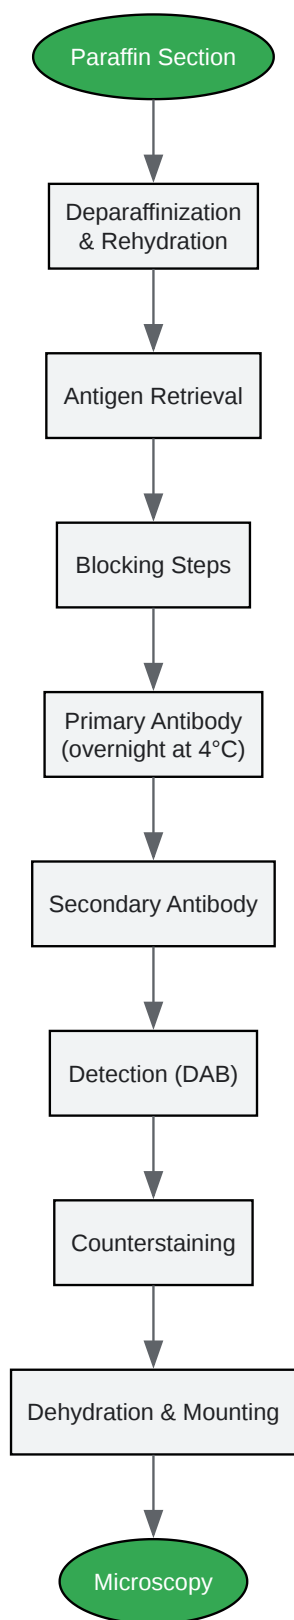 Paraffin Section
Deparaffinization
& Rehydration
Antigen Retrieval
Blocking Steps
Primary Antibody
(overnight at 4°C)
Secondary Antibody
Detection (DAB)
Counterstaining
Dehydration & Mounting
Microscopy